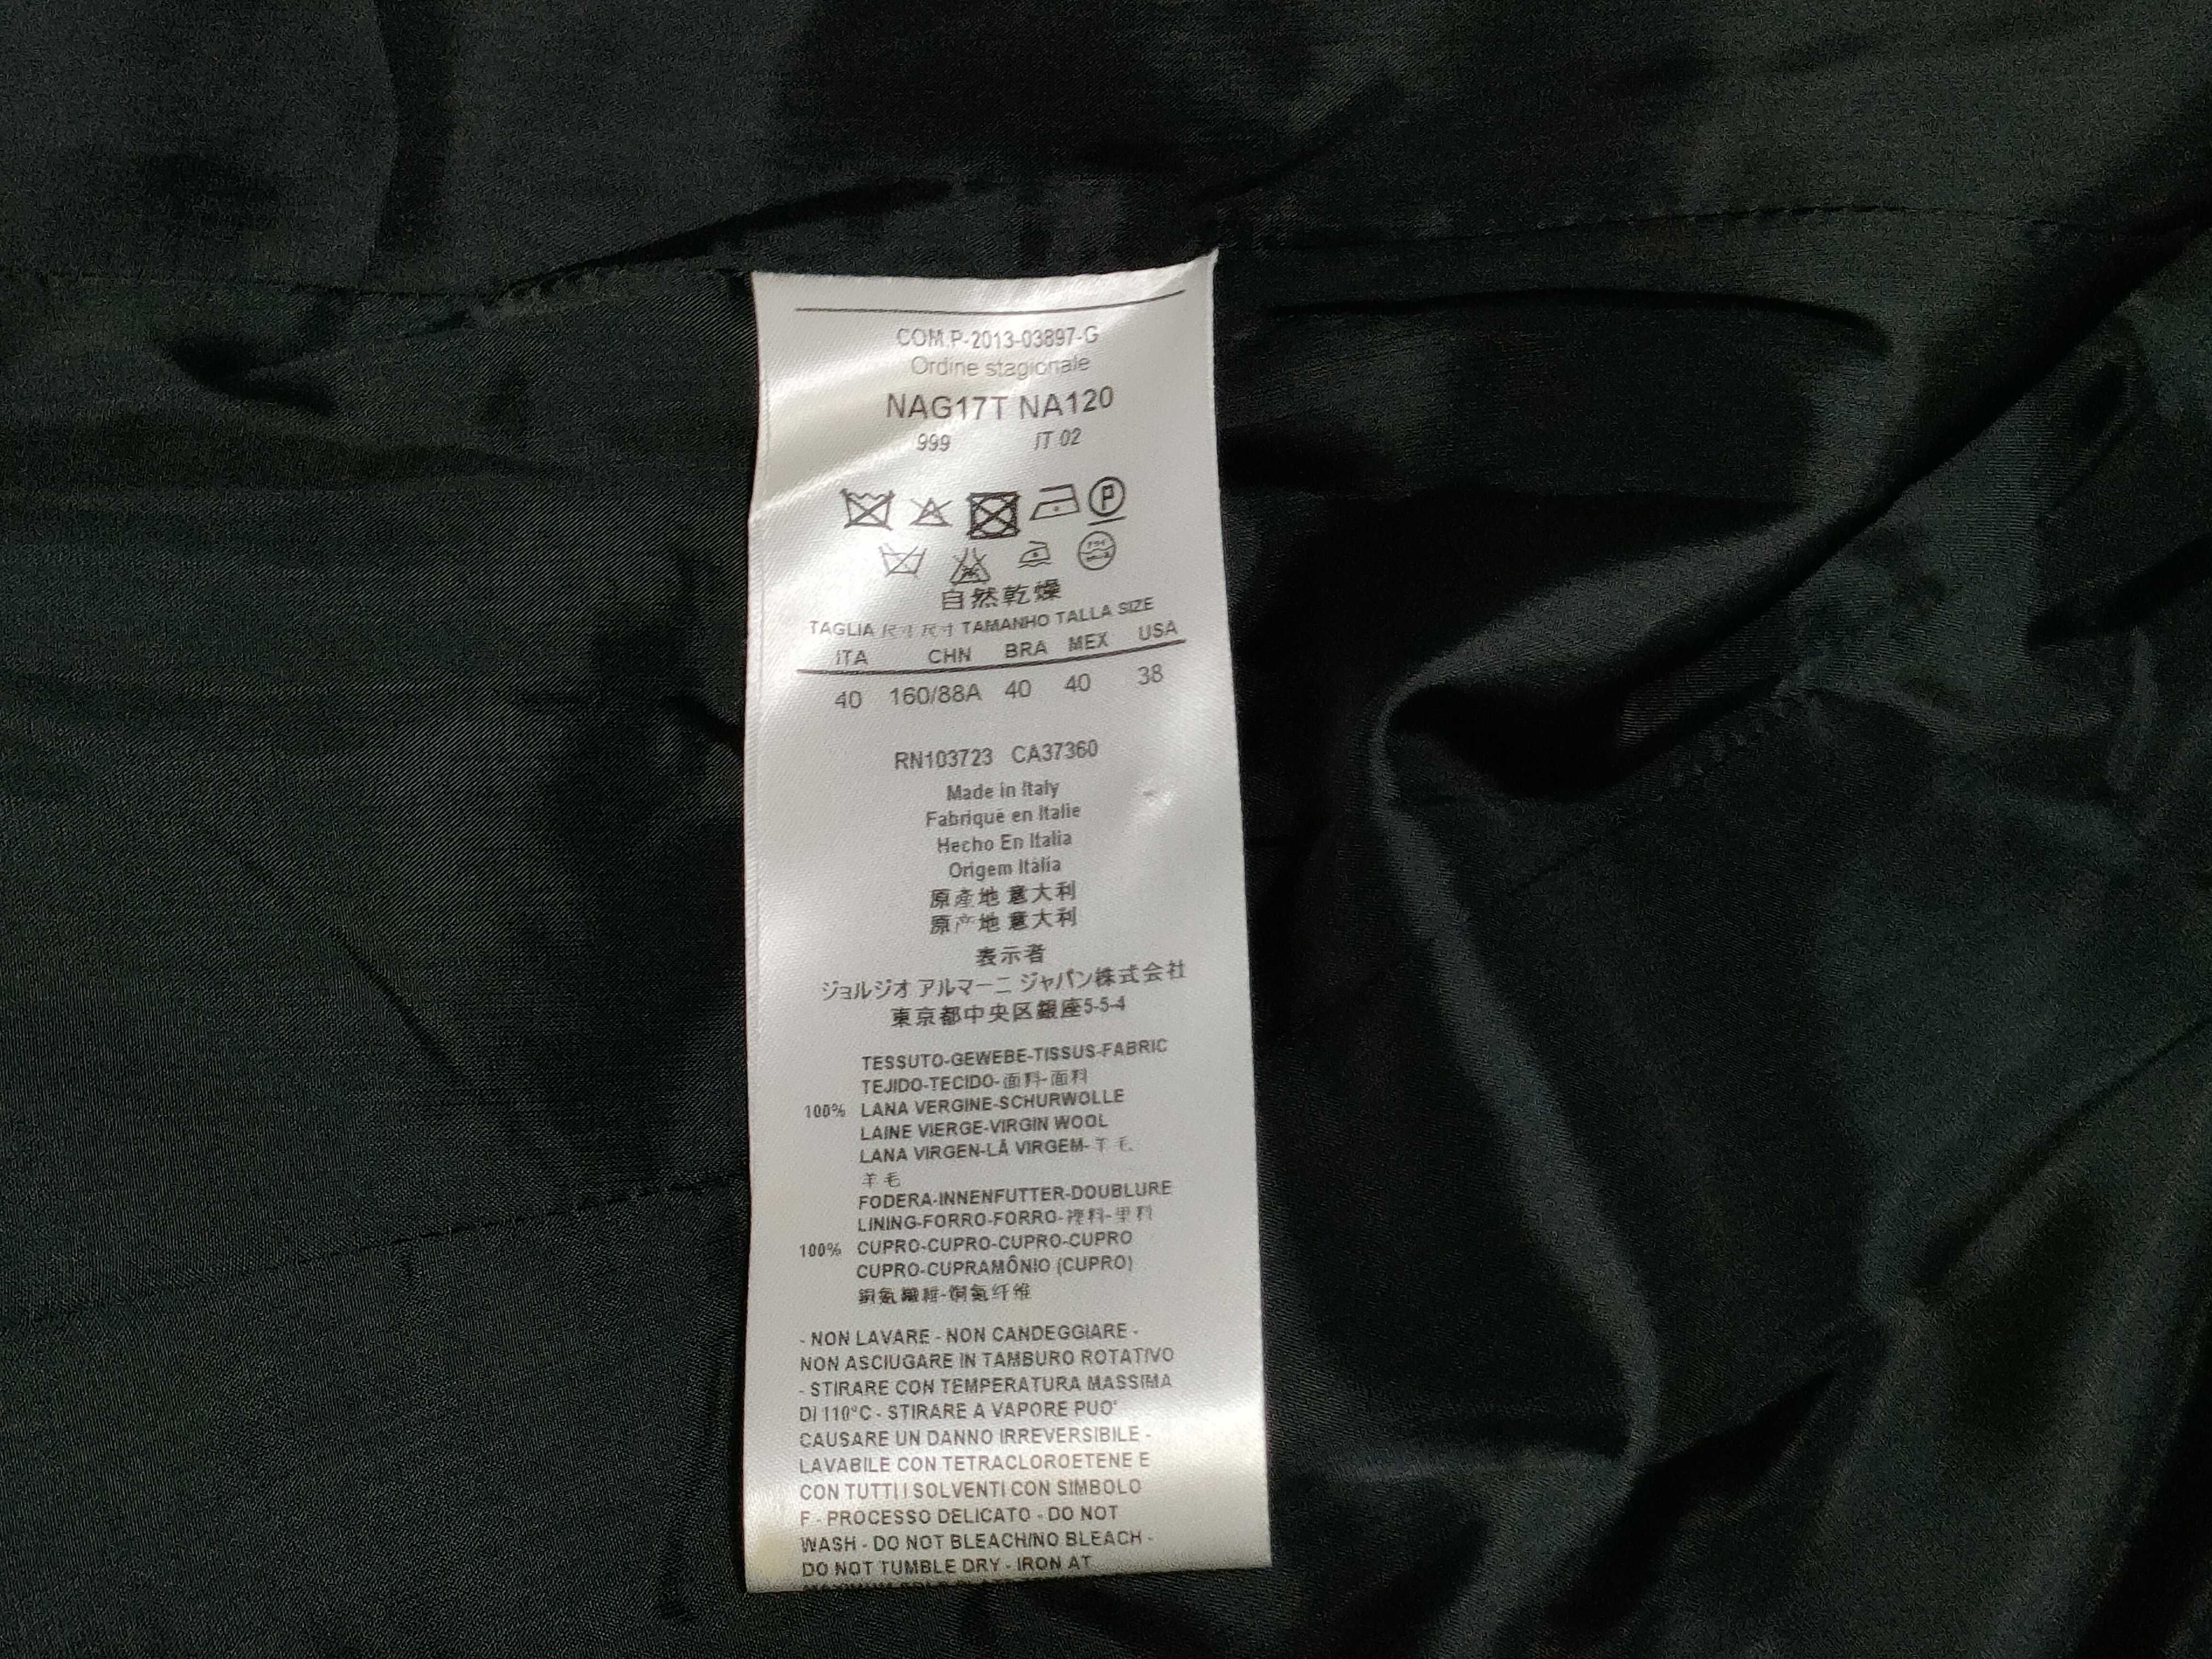 COM.P-2013-03897-G
Ordine stagionale
NAG17T NA120
999 IT 02
P
自然乾燥
TAGLIA 尺寸 尺寸 TAMANHO TALLA SIZE
ITA CHN BRA MEX USA
40 160/88A 40 40 38
RN103723 CA37360
Made in Italy
Fabriqué en Italie
Hecho En Italia
Origem Itália
原產地 意大利
原产地 意大利
表示者
ジョルジオ アルマーニ ジャパン株式会社
東京都中央区銀座5-5-4
TESSUTO-GEWEBE-TISSUS-FABRIC
TEJIDO-TECIDO-面料-面料
100% LANA VERGINE-SCHURWOLLE
LAINE VIERGE-VIRGIN WOOL
LANA VIRGEN-LÃ VIRGEM-羊毛
羊毛
FODERA-INNENFUTTER-DOUBLURE
LINING-FORRO-FORRO-裡料-里料
100% CUPRO-CUPRO-CUPRO-CUPRO
CUPRO-CUPRAMÔNIO (CUPRO)
銅氨纖維-铜氨纤维
- NON LAVARE - NON CANDEGGIARE -
NON ASCIUGARE IN TAMBURO ROTATIVO
- STIRARE CON TEMPERATURA MASSIMA
DI 110°C - STIRARE A VAPORE PUO'
CAUSARE UN DANNO IRREVERSIBILE -
LAVABILE CON TETRACLOROETENE E
CON TUTTI I SOLVENTI CON SIMBOLO
F - PROCESSO DELICATO - DO NOT
WASH - DO NOT BLEACH/NO BLEACH -
DO NOT TUMBLE DRY - IRON AT